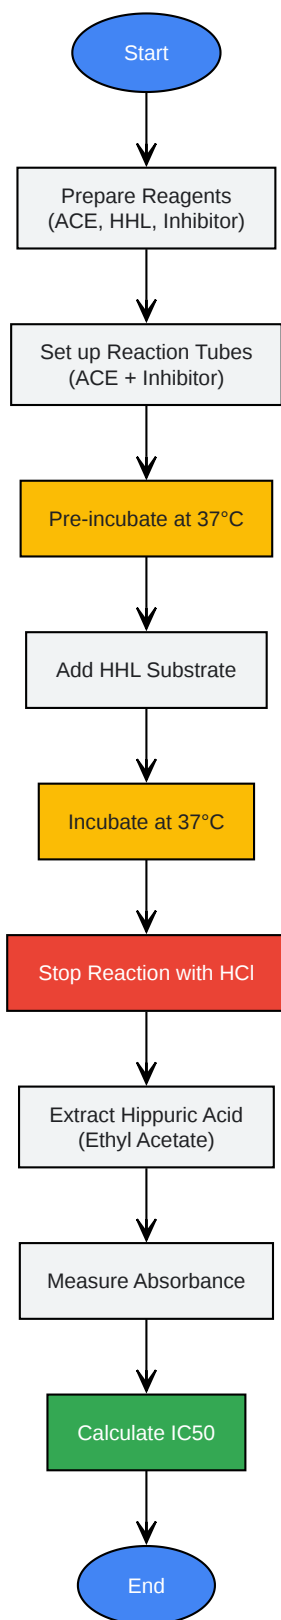 Start
Prepare Reagents
(ACE, HHL, Inhibitor)
Set up Reaction Tubes
(ACE + Inhibitor)
Pre-incubate at 37°C
Add HHL Substrate
Incubate at 37°C
Stop Reaction with HCl
Extract Hippuric Acid
(Ethyl Acetate)
Measure Absorbance
Calculate IC50
End